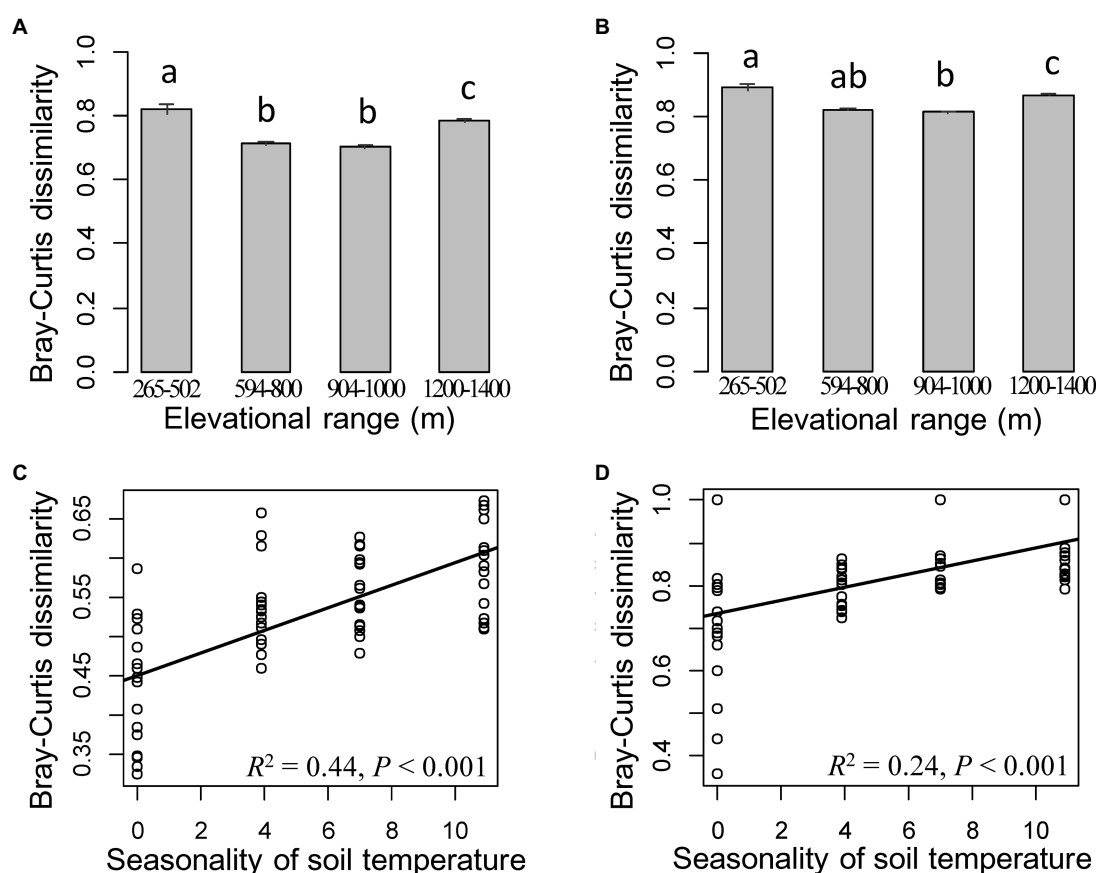 A
Bray-Curtis dissimilarity
1.0
0.8
0.6
0.4
0.2
0.0
a
b
b
c
265-502
594-800
904-1000
1200-1400
Elevational range (m)
B
Bray-Curtis dissimilarity
1.0
0.8
0.6
0.4
0.2
0.0
a
ab
b
c
265-502
594-800
904-1000
1200-1400
Elevational range (m)
C
Bray-Curtis dissimilarity
0.65
0.55
0.45
0.35
R² = 0.44, P < 0.001
0 2 4 6 8 10
Seasonality of soil temperature
D
Bray-Curtis dissimilarity
1.0
0.8
0.6
0.4
R² = 0.24, P < 0.001
0 2 4 6 8 10
Seasonality of soil temperature